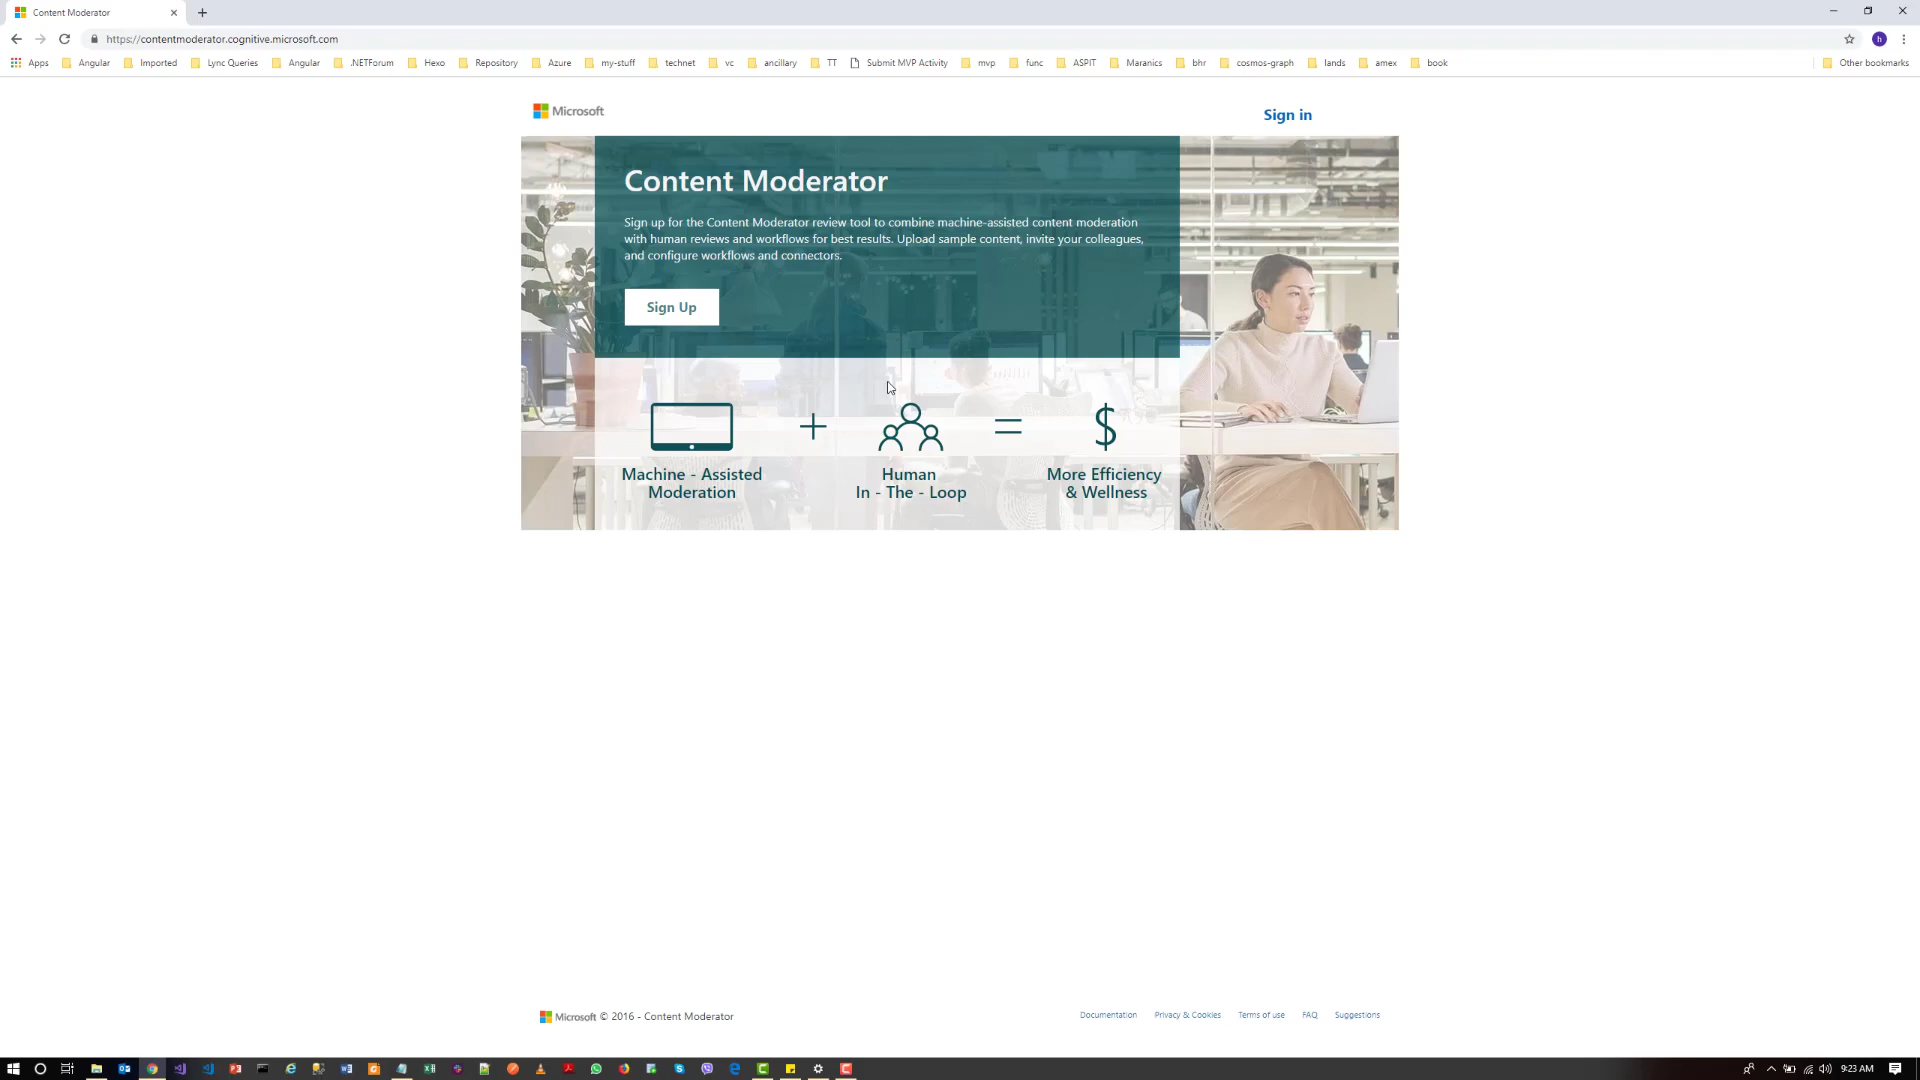 Content Moderator
https://contentmoderator.cognitive.microsoft.com
Apps Angular Imported Lync Queries Angular .NETForum Hexo Repository Azure my-stuff technet vc ancillary TT Submit MVP Activity mvp func ASPIT Maranics bhr cosmos-graph lands amex book Other bookmarks
Microsoft
Sign in
Content Moderator
Sign up for the Content Moderator review tool to combine machine-assisted content moderation
with human reviews and workflows for best results. Upload sample content, invite your colleagues,
and configure workflows and connectors.
Sign Up
+ = $
Machine - Assisted
Moderation
Human
In - The - Loop
More Efficiency
& Wellness
Microsoft © 2016 - Content Moderator
Documentation Privacy & Cookies Terms of use FAQ Suggestions
9:23 AM